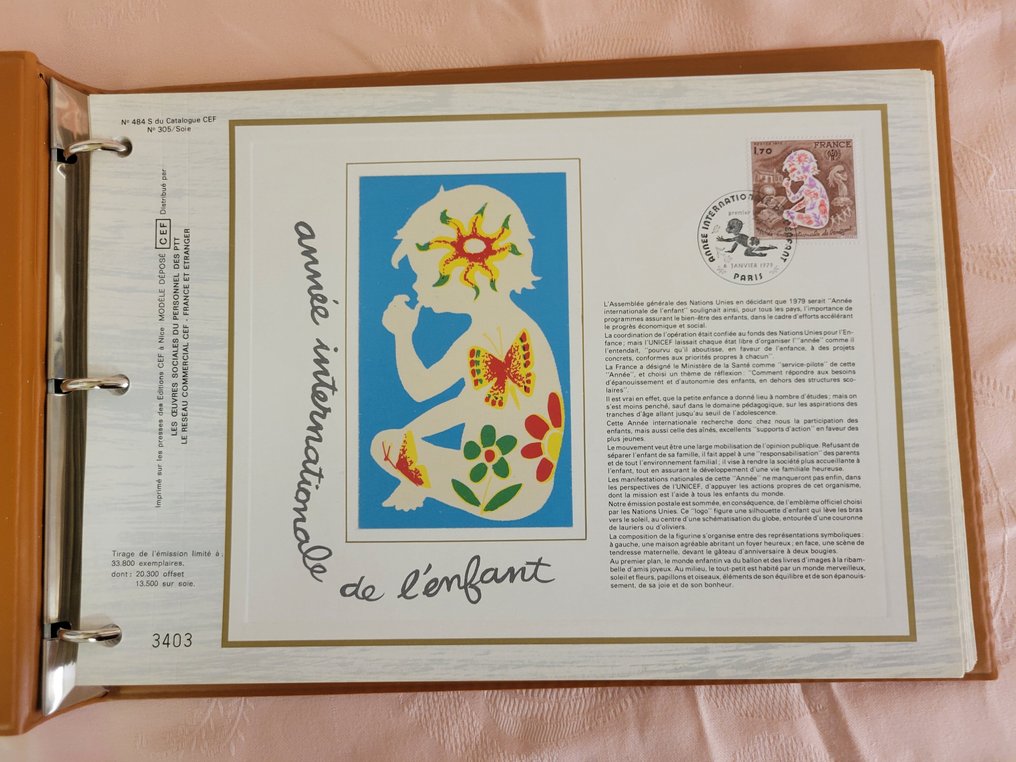 Nº 484 S du Catalogue CEF
Nº 305/Soie
Imprimé sur les presses des Editions CEF à Nice MODÈLE DÉPOSÉ CEF Distribué par
LES ŒUVRES SOCIALES DU PERSONNEL DES PTT
LE RESEAU COMMERCIAL CEF - FRANCE ET ETRANGER
Tirage de l'émission limité à :
33.800 exemplaires,
dont : 20.300 offset
13.500 sur soie.
3403
année internationale
de l'enfant
1,70
FRANCE
ANNÉE INTERNATION
ENFANT
premier
6 JANVIER 1979
PARIS
L'Assemblée générale des Nations Unies en décidant que 1979 serait "Année
internationale de l'enfant" soulignait ainsi, pour tous les pays, l'importance de
programmes assurant le bien-être des enfants, dans le cadre d'efforts accélérant
le progrès économique et social.
La coordination de l'opération était confiée au fonds des Nations Unies pour l'En-
fance ; mais l'UNICEF laissait chaque état libre d'organiser l'"année" comme il
l'entendait, "pourvu qu'il aboutisse, en faveur de l'enfance, à des projets
concrets, conformes aux priorités propres à chacun".
La France a désigné le Ministère de la Santé comme "service-pilote" de cette
"Année", et choisi un thème de réflexion : "Comment répondre aux besoins
d'épanouissement et d'autonomie des enfants, en dehors des structures sco-
laires".
Il est vrai en effet, que la petite enfance a donné lieu à nombre d'études ; mais on
s'est moins penché, sauf dans le domaine pédagogique, sur les aspirations des
tranches d'âge allant jusqu'au seuil de l'adolescence.
Cette Année internationale recherche donc chez nous la participation des
enfants, mais aussi celle des aînés, excellents "supports d'action" en faveur des
plus jeunes.
Le mouvement veut être une large mobilisation de l'opinion publique. Refusant de
séparer l'enfant de sa famille, il fait appel à une "responsabilisation" des parents
et de tout l'environnement familial ; il vise à rendre la société plus accueillante à
l'enfant, tout en assurant le développement d'une vie familiale heureuse.
Les manifestations nationales de cette "Année" ne manqueront pas enfin, dans
les perspectives de l'UNICEF, d'appuyer les actions propres de cet organisme,
dont la mission est l'aide à tous les enfants du monde.
Notre émission postale est sommée, en conséquence, de l'emblème officiel choisi
par les Nations Unies. Ce "logo" figure une silhouette d'enfant qui lève les bras
vers le soleil, au centre d'une schématisation du globe, entourée d'une couronne
de lauriers ou d'oliviers.
La composition de la figurine s'organise entre des représentations symboliques :
à gauche, une maison agréable abritant un foyer heureux ; en face, une scène de
tendresse maternelle, devant le gâteau d'anniversaire à deux bougies.
Au premier plan, le monde enfantin va du ballon et des livres d'images à la ribam-
belle d'amis joyeux. Au milieu, le tout-petit est habité par un monde merveilleux,
soleil et fleurs, papillons et oiseaux, éléments de son équilibre et de son épanouis-
sement, de sa joie et de son bonheur.